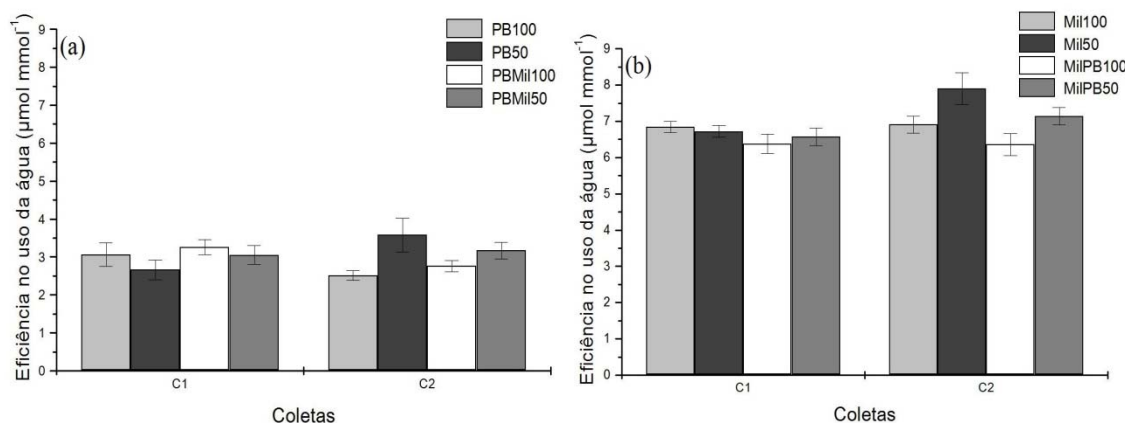 (a)
PB100
PB50
PBMil100
PBMil50
Eficiência no uso da água (µmol mmol⁻¹)
9
8
7
6
5
4
3
2
1
0
C1
C2
Coletas
(b)
Mil100
Mil50
MilPB100
MilPB50
Eficiência no uso da água (µmol mmol⁻¹)
9
8
7
6
5
4
3
2
1
0
C1
C2
Coletas